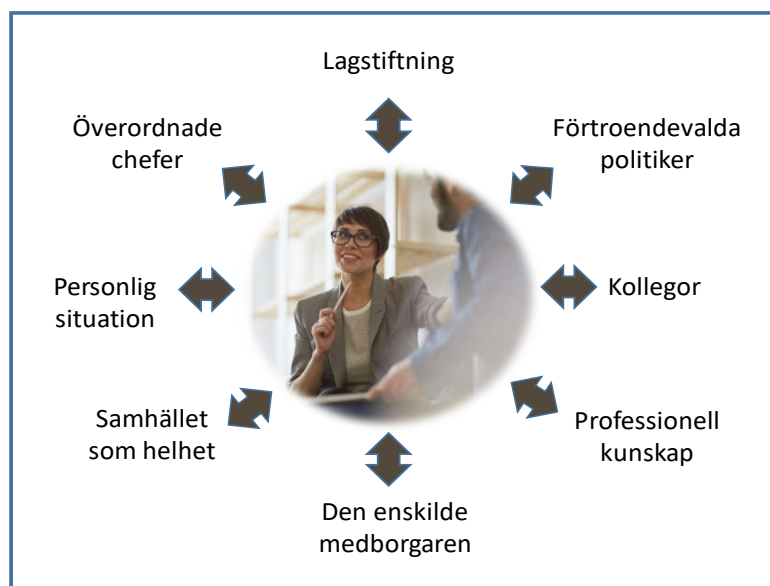 Lagstiftning
Överordnade
chefer
Förtroendevalda
politiker
Personlig
situation
Kollegor
Samhället
som helhet
Professionell
kunskap
Den enskilde
medborgaren